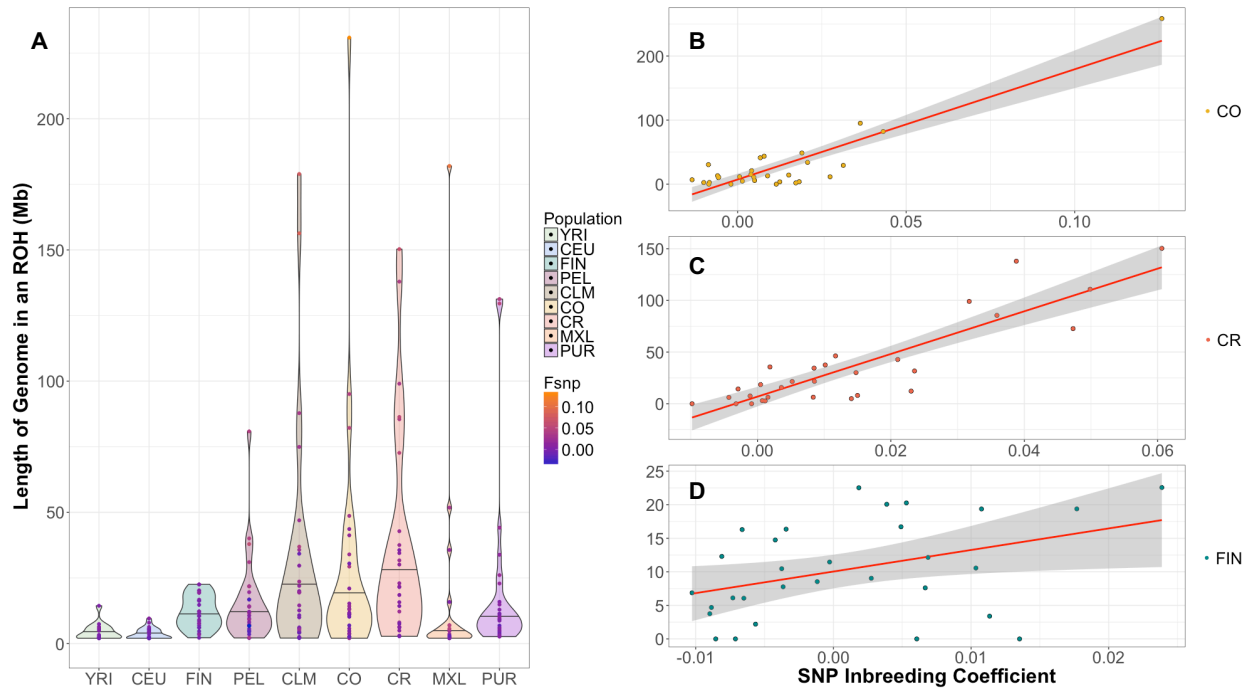 A
Length of Genome in an ROH (Mb)
200
150
100
50
0
YRI CEU FIN PEL CLM CO CR MXL PUR
Population
YRI
CEU
FIN
PEL
CLM
CO
CR
MXL
PUR
Fsnp
0.10
0.05
0.00
B
200
100
0
0.00 0.05 0.10
CO
C
150
100
50
0
0.00 0.02 0.04 0.06
CR
D
25
20
15
10
5
0
-0.01 0.00 0.01 0.02
FIN
SNP Inbreeding Coefficient